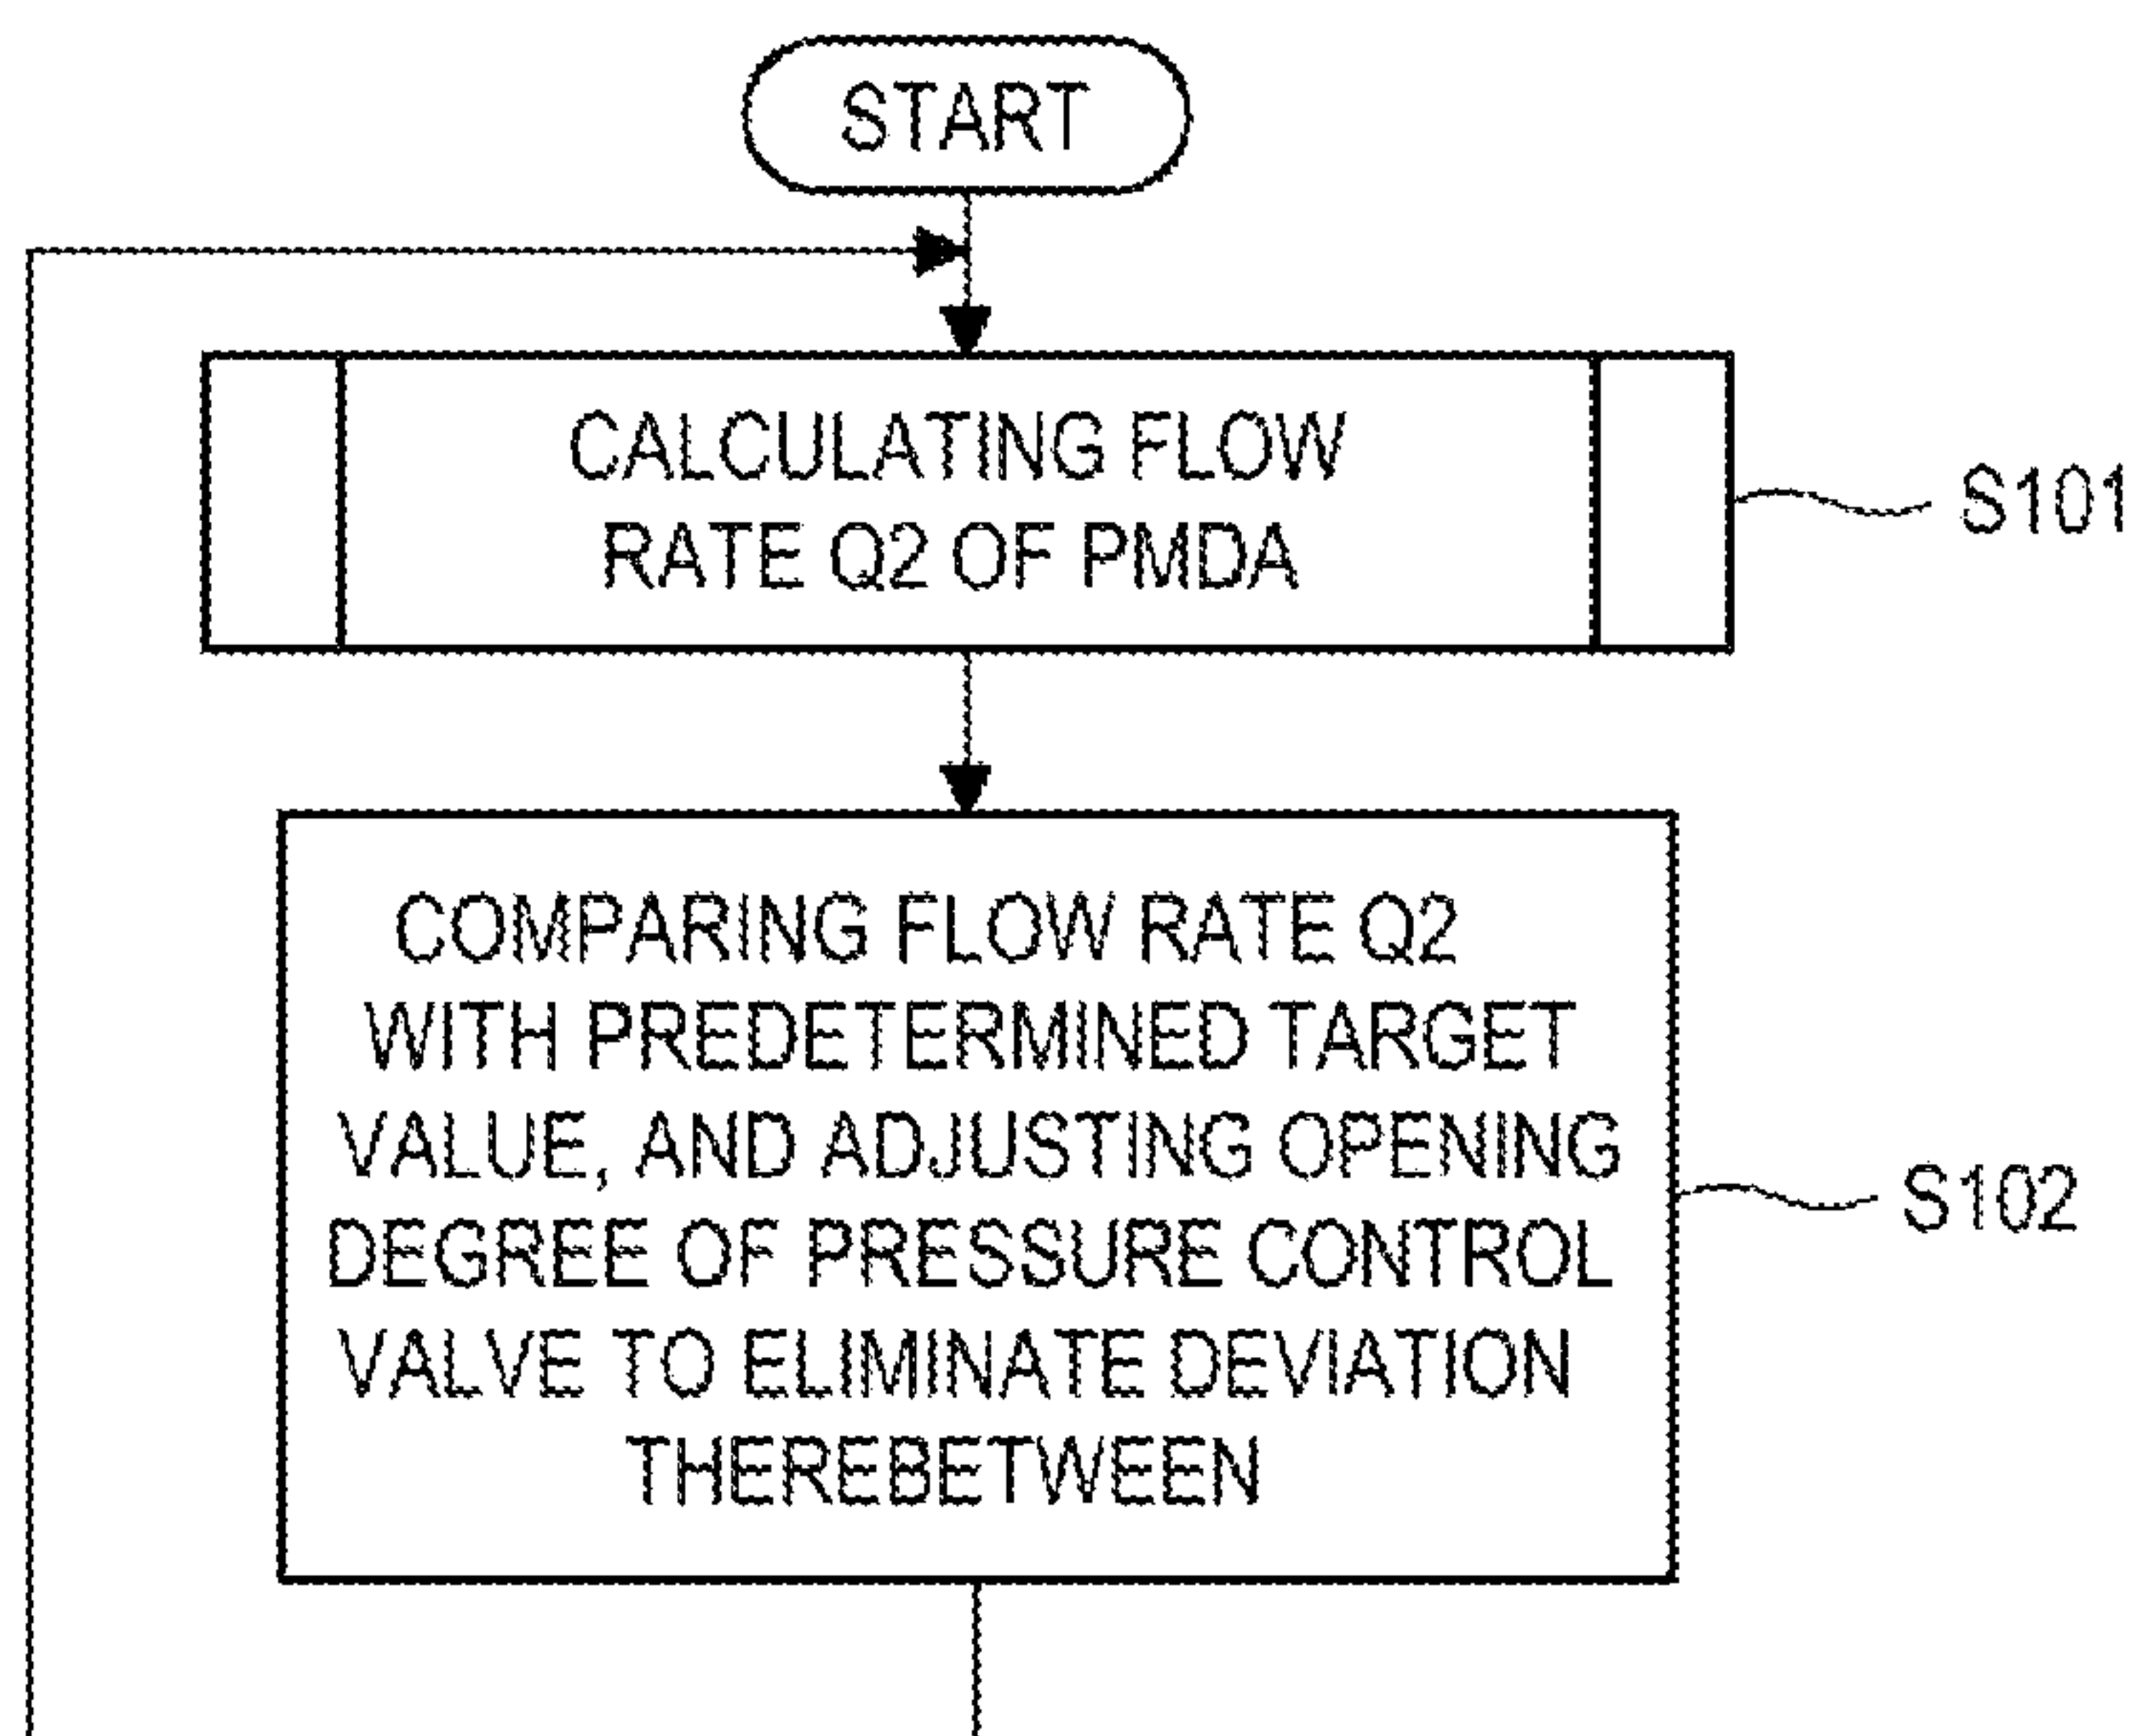 START
CALCULATING FLOW
RATE Q2 OF PMDA
S101
COMPARING FLOW RATE Q2
WITH PREDETERMINED TARGET
VALUE, AND ADJUSTING OPENING
DEGREE OF PRESSURE CONTROL
VALVE TO ELIMINATE DEVIATION
THEREBETWEEN
S102